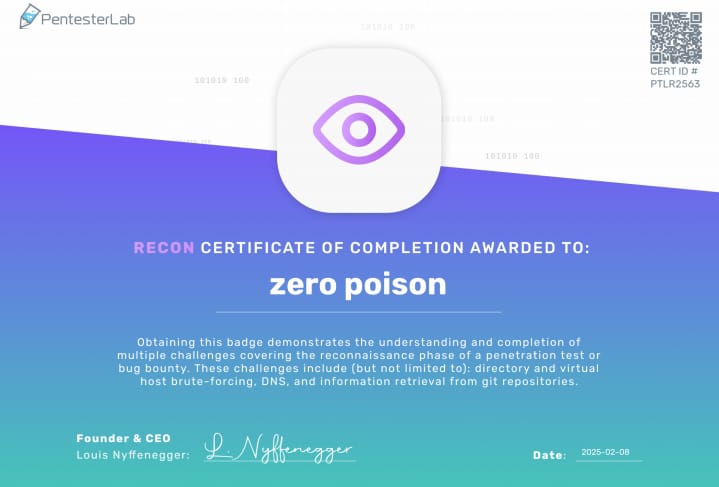 PentesterLab
101010 100
101010 100
101010 100
101010 100
CERT ID #
PTLR2563
RECON CERTIFICATE OF COMPLETION AWARDED TO:
zero poison
Obtaining this badge demonstrates the understanding and completion of
multiple challenges covering the reconnaissance phase of a penetration test or
bug bounty. These challenges include (but not limited to): directory and virtual
host brute-forcing, DNS, and information retrieval from git repositories.
Founder & CEO
Louis Nyffenegger: L. Nyffenegger
Date: 2025-02-08